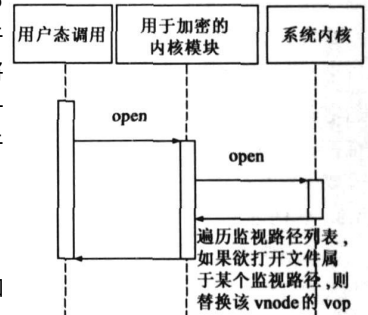 用户态调用
用于加密的
内核模块
系统内核
open
open
遍历监视路径列表,
如果欲打开文件属
于某个监视路径,则
替换该 vnode 的 vop